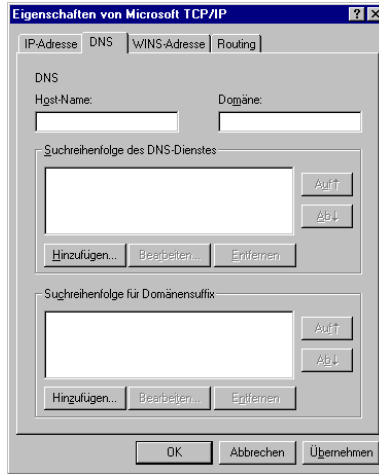 Eigenschaften von Microsoft TCP/IP
IP-Adresse DNS WINS-Adresse Routing
DNS
Host-Name: Domäne:
Suchreihenfolge des DNS-Dienstes
Auf↑
Ab↓
Hinzufügen... Bearbeiten... Entfernen
Suchreihenfolge für Domänensuffix
Auf↑
Ab↓
Hinzufügen... Bearbeiten... Entfernen
OK Abbrechen Übernehmen